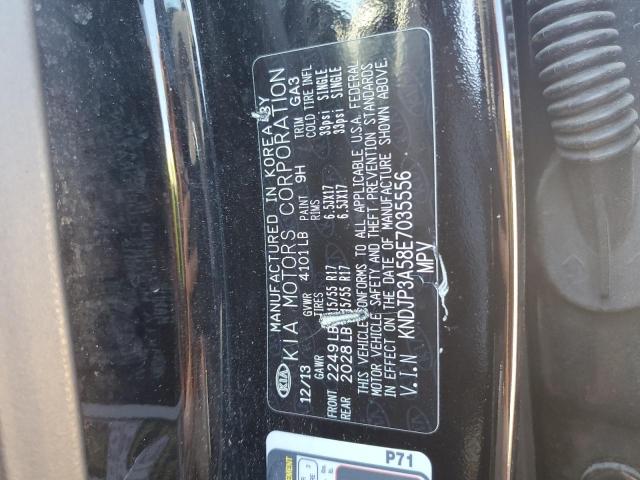 MANUFACTURED IN KOREA BY
KIA KIA MOTORS CORPORATION
12/13 GVWR 4101LB PAINT 9H TRIM GA3
GAWR TIRES RIMS COLD TIRE INFL
FRONT 2249LB 15/55 R17 6.5JX17 33psi SINGLE
REAR 2028LB 15/55 R17 6.5JX17 33psi SINGLE
THIS VEHICLE CONFORMS TO ALL APPLICABLE U.S.A. FEDERAL
MOTOR VEHICLE SAFETY AND THEFT PREVENTION STANDARDS
IN EFFECT ON THE DATE OF MANUFACTURE SHOWN ABOVE.
V.I.N KNDJP3A58E7035556
MPV
P71